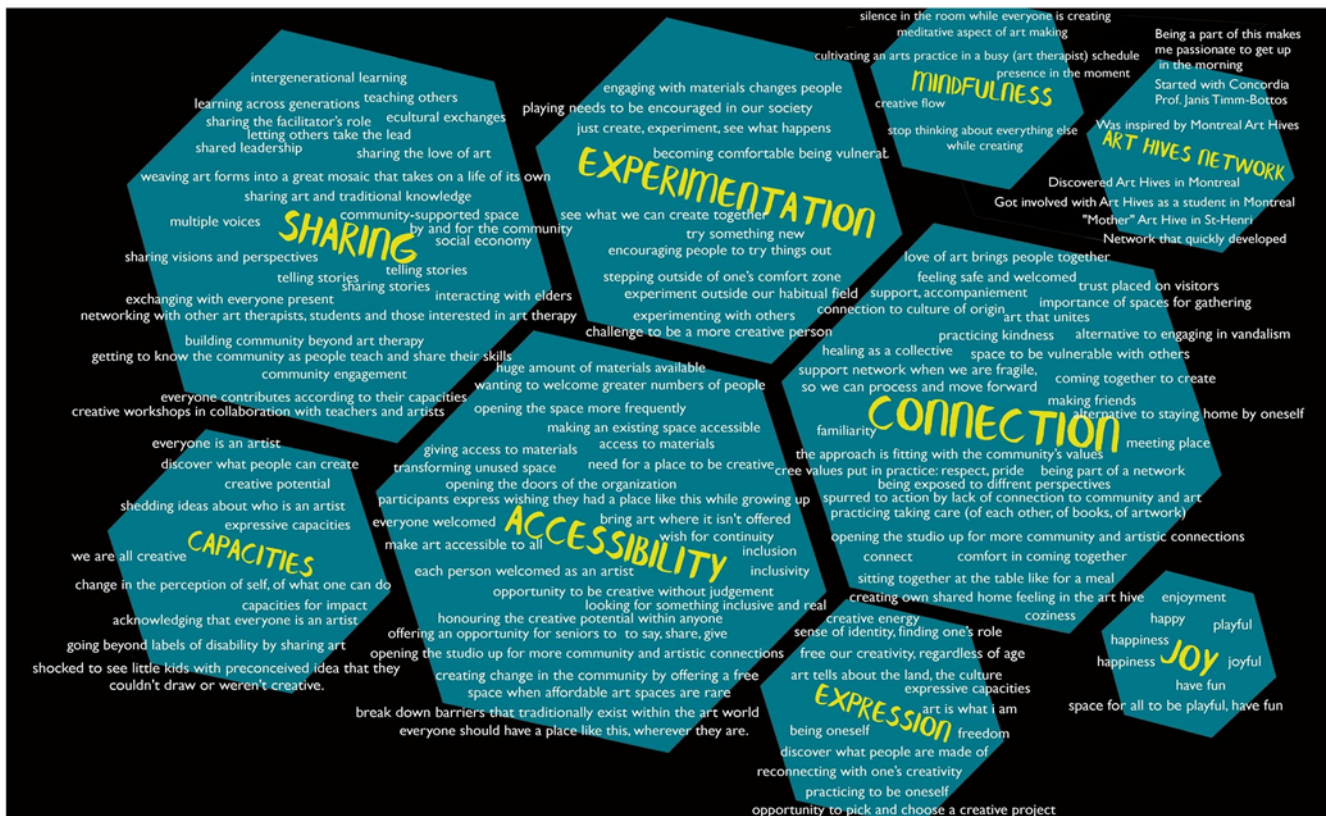 intergenerational learning
learning across generations
teaching others
sharing the facilitator's role
ecultural exchanges
letting others take the lead
shared leadership
sharing the love of art
weaving art forms into a great mosaic that takes on a life of its own
sharing art and traditional knowledge
multiple voices
community-supported space
by and for the community
SHARING
social economy
sharing visions and perspectives
telling stories
telling stories
sharing stories
exchanging with everyone present
interacting with elders
networking with other art therapists, students and those interested in art therapy
building community beyond art therapy
getting to know the community as people teach and share their skills
community engagement
everyone contributes according to their capacities
creative workshops in collaboration with teachers and artists
engaging with materials changes people
playing needs to be encouraged in our society
just create, experiment, see what happens
becoming comfortable being vulnerat
EXPERIMENTATION
see what we can create together
try something new
encouraging people to try things out
stepping outside of one's comfort zone
experiment outside our habitual field
experimenting with others
challenge to be a more creative person
silence in the room while everyone is creating
meditative aspect of art making
cultivating an arts practice in a busy (art therapist) schedule
presence in the moment
MINDFULNESS
creative flow
stop thinking about everything else
while creating
Being a part of this makes
me passionate to get up
in the morning
Started with Concordia
Prof. Janis Timm-Bottos
Was inspired by Montreal Art Hives
ART HIVES NETWORK
Discovered Art Hives in Montreal
Got involved with Art Hives as a student in Montreal
"Mother" Art Hive in St-Henri
Network that quickly developed
love of art brings people together
feeling safe and welcomed
trust placed on visitors
support, accompaniement
importance of spaces for gathering
connection to culture of origin
art that unites
practicing kindness
alternative to engaging in vandalism
healing as a collective
space to be vulnerable with others
support network when we are fragile,
so we can process and move forward
coming together to create
making friends
CONNECTION
alternative to staying home by oneself
familiarity
meeting place
the approach is fitting with the community's values
cree values put in practice: respect, pride
being part of a network
being exposed to diffrent perspectives
spurred to action by lack of connection to community and art
practicing taking care (of each other, of books, of artwork)
opening the studio up for more community and artistic connections
connect
comfort in coming together
sitting together at the table like for a meal
creating own shared home feeling in the art hive
coziness
everyone is an artist
discover what people can create
creative potential
shedding ideas about who is an artist
expressive capacities
CAPACITIES
we are all creative
change in the perception of self, of what one can do
capacities for impact
acknowledging that everyone is an artist
going beyond labels of disability by sharing art
shocked to see little kids with preconceived idea that they
couldn't draw or weren't creative.
huge amount of materials available
wanting to welcome greater numbers of people
opening the space more frequently
making an existing space accessible
giving access to materials
access to materials
transforming unused space
need for a place to be creative
opening the doors of the organization
participants express wishing they had a place like this while growing up
everyone welcomed
ACCESSIBILITY
bring art where it isn't offered
wish for continuity
make art accessible to all
inclusion
each person welcomed as an artist
inclusivity
opportunity to be creative without judgement
looking for something inclusive and real
honouring the creative potential within anyone
offering an opportunity for seniors to to say, share, give
opening the studio up for more community and artistic connections
creating change in the community by offering a free
space when affordable art spaces are rare
break down barriers that traditionally exist within the art world
everyone should have a place like this, wherever they are.
creative energy
sense of identity, finding one's role
free our creativity, regardless of age
art tells about the land, the culture
expressive capacities
EXPRESSION
art is what i am
being oneself
freedom
discover what people are made of
reconnecting with one's creativity
practicing to be oneself
opportunity to pick and choose a creative project
enjoyment
happy
playful
happiness
JOY
happiness
joyful
have fun
space for all to be playful, have fun